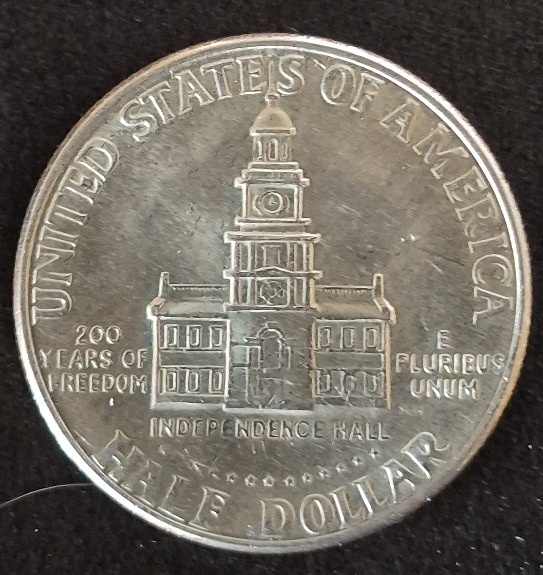 UNITED STATES OF AMERICA
200
YEARS OF
FREEDOM
E
PLURIBUS
UNUM
INDEPENDENCE HALL
HALF DOLLAR